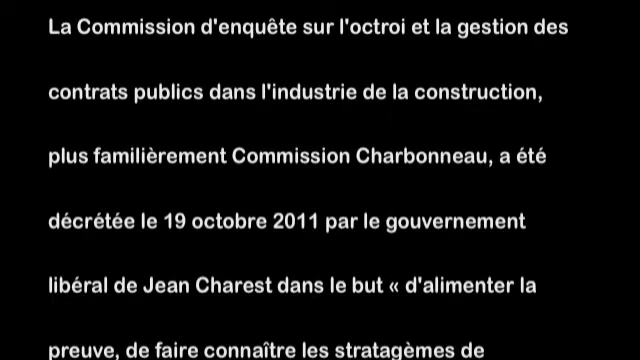 La Commission d'enquête sur l'octroi et la gestion des
contrats publics dans l'industrie de la construction,
plus familièrement Commission Charbonneau, a été
décrétée le 19 octobre 2011 par le gouvernement
libéral de Jean Charest dans le but « d'alimenter la
preuve, de faire connaître les stratagèmes de